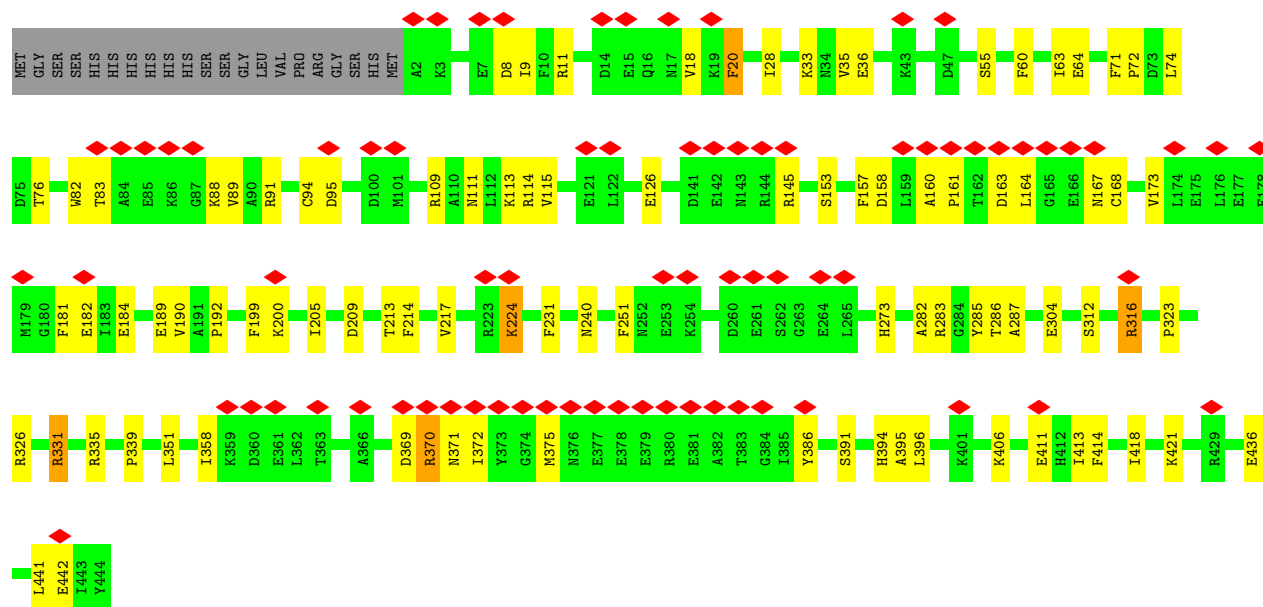 MET GLY SER SER HIS HIS HIS HIS HIS HIS SER SER GLY LEU VAL PRO ARG GLY SER HIS MET A2 K3 E7 D8 I9 F10 R11 D14 E15 Q16 N17 V18 K19 F20 I28 K33 N34 V35 E36 K43 D47 S55 F60 I63 E64 F71 P72 D73 L74
D75 T76 W82 T83 A84 E85 K86 G87 K88 V89 A90 R91 C94 D95 D100 M101 R109 A110 N111 L112 K113 R114 V115 E121 L122 E126 D141 E142 N143 R144 R145 S153 F157 D158 L159 A160 P161 T162 D163 L164 G165 E166 N167 C168 V173 L174 E175 L176 E177
M179 G180 F181 E182 I183 E184 E189 V190 A191 P192 F199 K200 I205 D209 T213 F214 V217 R223 K224 F231 N240 F251 N252 E253 K254 D260 E261 S262 G263 F264 L265 H273 A282 R283 G284 Y285 T286 A287 E304 S312 R316 P323
R326 R331 R335 P339 L351 I358 K359 D360 E361 L362 T363 A366 D369 R370 N371 I372 Y373 G374 M375 N376 E377 E378 E379 R380 E381 A382 T383 G384 I385 Y386 S391 H394 A395 L396 K401 K406 E411 H412 I413 F414 I418 K421 R429 E436
L441 E442 I443 Y444